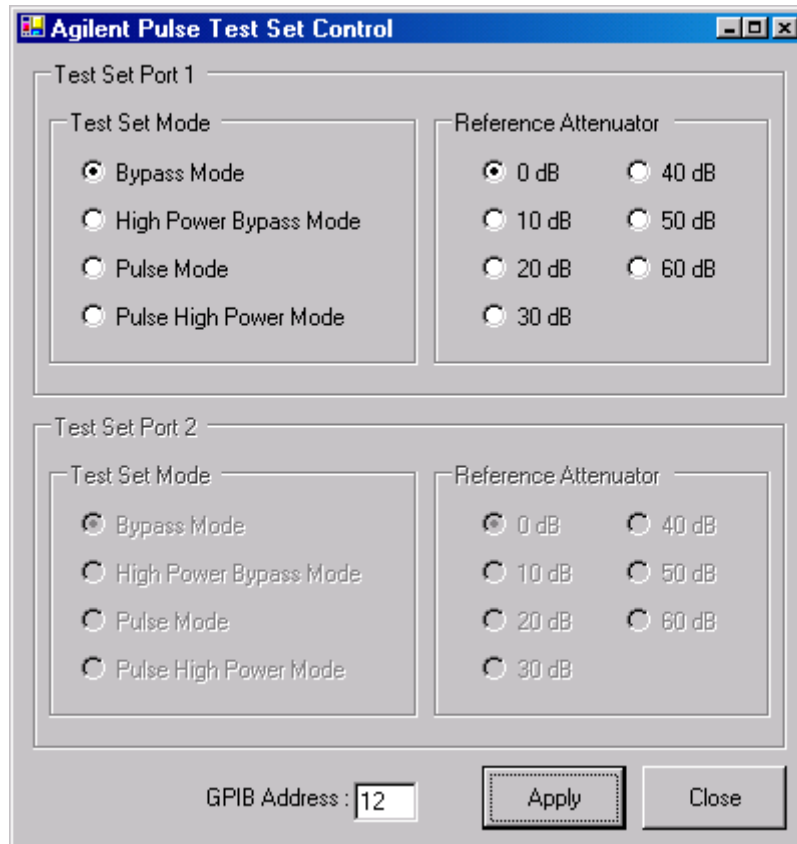 Agilent Pulse Test Set Control
Test Set Port 1
Test Set Mode
Bypass Mode
High Power Bypass Mode
Pulse Mode
Pulse High Power Mode
Reference Attenuator
0 dB
10 dB
20 dB
30 dB
40 dB
50 dB
60 dB
Test Set Port 2
Test Set Mode
Bypass Mode
High Power Bypass Mode
Pulse Mode
Pulse High Power Mode
Reference Attenuator
0 dB
10 dB
20 dB
30 dB
40 dB
50 dB
60 dB
GPIB Address : 12
Apply
Close